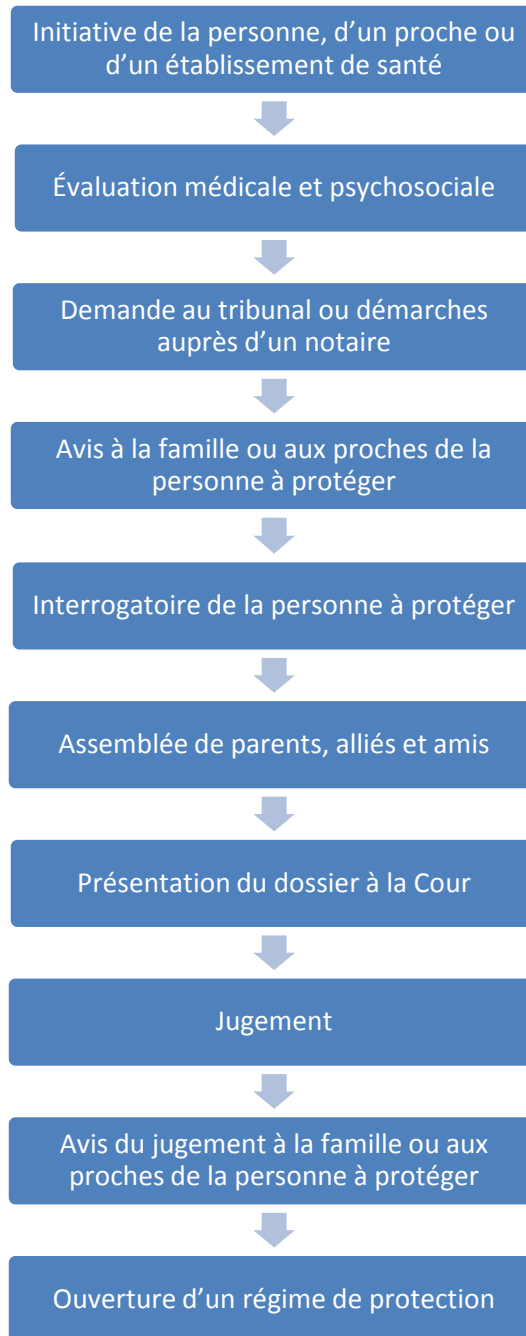 Initiative de la personne, d’un proche ou
d’un établissement de santé
Évaluation médicale et psychosociale
Demande au tribunal ou démarches
auprès d’un notaire
Avis à la famille ou aux proches de la
personne à protéger
Interrogatoire de la personne à protéger
Assemblée de parents, alliés et amis
Présentation du dossier à la Cour
Jugement
Avis du jugement à la famille ou aux
proches de la personne à protéger
Ouverture d’un régime de protection